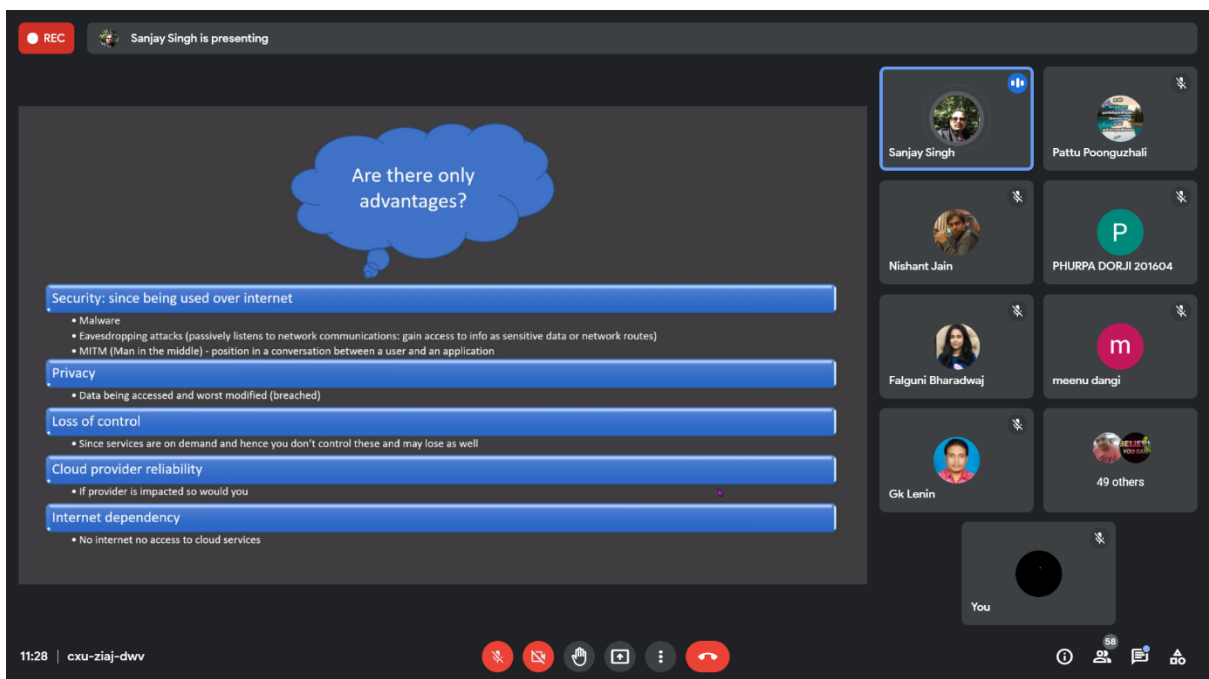 REC
Sanjay Singh is presenting
Are there only
advantages?
Security: since being used over internet
• Malware
• Eavesdropping attacks (passively listens to network communications: gain access to info as sensitive data or network routes)
• MITM (Man in the middle) - position in a conversation between a user and an application
Privacy
• Data being accessed and worst modified (breached)
Loss of control
• Since services are on demand and hence you don't control these and may lose as well
Cloud provider reliability
• If provider is impacted so would you
Internet dependency
• No internet no access to cloud services
Sanjay Singh
Pattu Poonguzhali
Nishant Jain
P
PHURPA DORJI 201604
Falguni Bharadwaj
m
meenu dangi
Gk Lenin
BELIEVE
YOU CAN
49 others
You
11:28 | cxu-ziaj-dwv
58